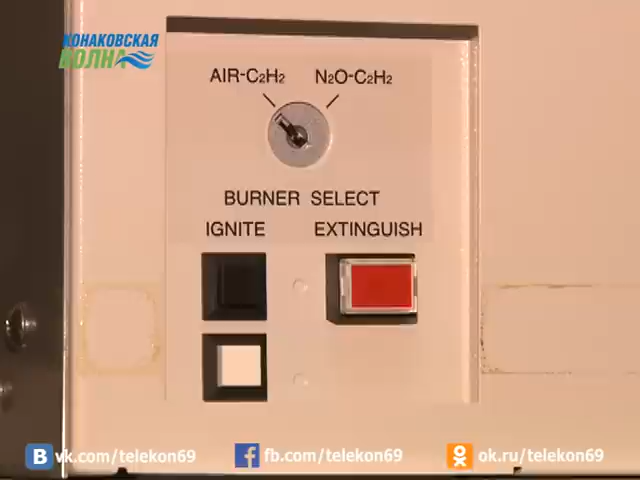 КОНАКОВСКАЯ
ВОЛНА
AIR-C2H2 N2O-C2H2
BURNER SELECT
IGNITE EXTINGUISH
B vk.com/telekon69 f fb.com/telekon69 ok.ru/telekon69